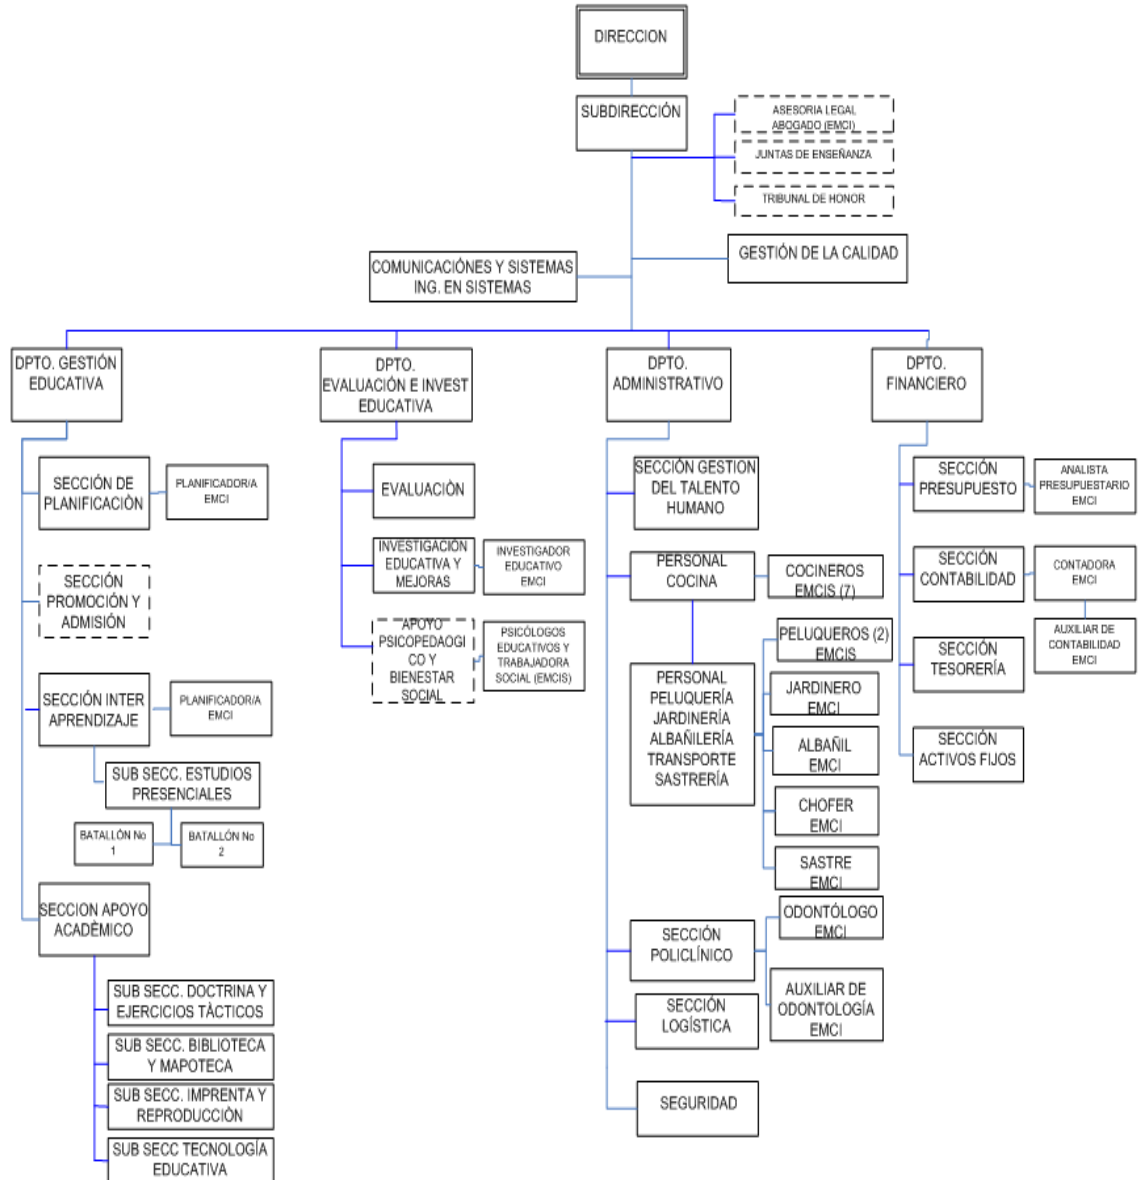 DIRECCION
SUBDIRECCIÓN
ASESORIA LEGAL
ABOGADO (EMCI)
JUNTAS DE ENSEÑANZA
TRIBUNAL DE HONOR
GESTIÓN DE LA CALIDAD
COMUNICACIÓNES Y SISTEMAS
ING. EN SISTEMAS
DPTO. GESTIÓN
EDUCATIVA
SECCIÓN DE
PLANIFICACIÒN
PLANIFICADOR/A
EMCI
SECCIÓN
PROMOCIÓN Y
ADMISIÓN
SECCIÓN INTER
APRENDIZAJE
PLANIFICADOR/A
EMCI
SUB SECC. ESTUDIOS
PRESENCIALES
BATALLÓN No
1
BATALLÓN No
2
SECCION APOYO
ACADÈMICO
SUB SECC. DOCTRINA Y
EJERCICIOS TÀCTICOS
SUB SECC. BIBLIOTECA
Y MAPOTECA
SUB SECC. IMPRENTA Y
REPRODUCCIÒN
SUB SECC TECNOLOGÍA
EDUCATIVA
DPTO.
EVALUACIÓN E INVEST
EDUCATIVA
EVALUACIÒN
INVESTIGACIÓN
EDUCATIVA Y
MEJORAS
INVESTIGADOR
EDUCATIVO
EMCI
APOYO
PSICOPEDAOGI
CO Y
BIENESTAR
SOCIAL
PSICÓLOGOS
EDUCATIVOS Y
TRABAJADORA
SOCIAL (EMCIS)
DPTO.
ADMINISTRATIVO
SECCIÓN GESTION
DEL TALENTO
HUMANO
PERSONAL
COCINA
COCINEROS
EMCIS (7)
PERSONAL
PELUQUERÍA
JARDINERÍA
ALBAÑILERÍA
TRANSPORTE
SASTRERÍA
PELUQUEROS (2)
EMCIS
JARDINERO
EMCI
ALBAÑIL
EMCI
CHOFER
EMCI
SASTRE
EMCI
SECCIÓN
POLICLÍNICO
ODONTÓLOGO
EMCI
AUXILIAR DE
ODONTOLOGÍA
EMCI
SECCIÓN
LOGÍSTICA
SEGURIDAD
DPTO.
FINANCIERO
SECCIÓN
PRESUPUESTO
ANALISTA
PRESUPUESTARIO
EMCI
SECCIÓN
CONTABILIDAD
CONTADORA
EMCI
AUXILIAR DE
CONTABILIDAD
EMCI
SECCIÓN
TESORERÍA
SECCIÓN
ACTIVOS FIJOS